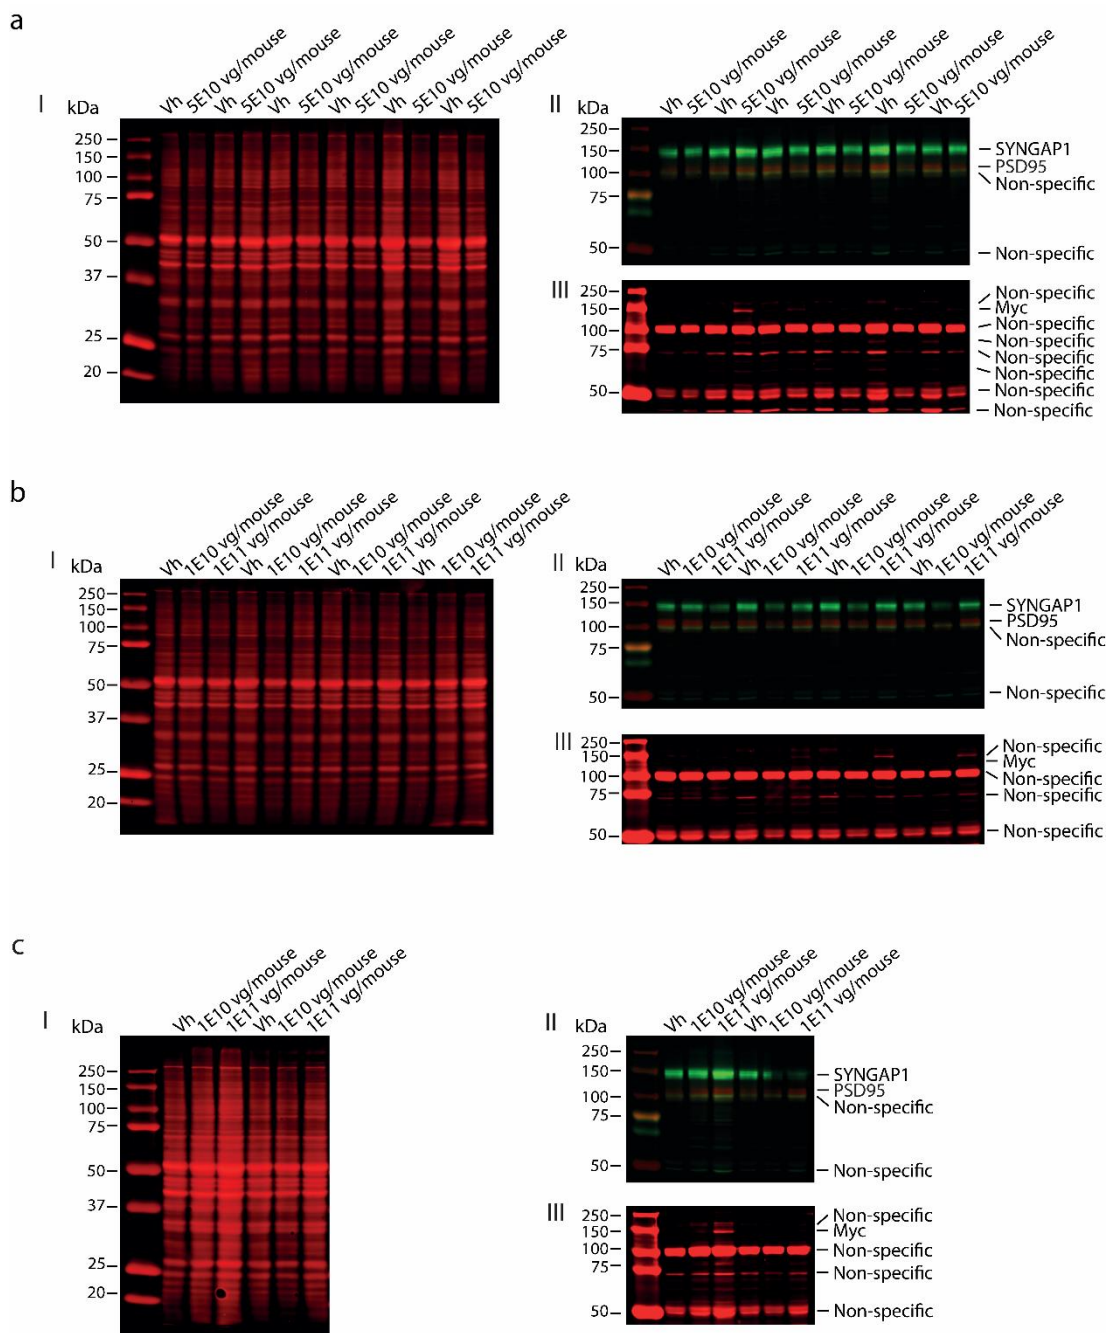 a
I
kDa
Vh
5E10 vg/mouse
Vh
5E10 vg/mouse
Vh
5E10 vg/mouse
Vh
5E10 vg/mouse
Vh
5E10 vg/mouse
Vh
5E10 vg/mouse
250
150
100
75
50
37
25
20
II
kDa
Vh
5E10 vg/mouse
Vh
5E10 vg/mouse
Vh
5E10 vg/mouse
Vh
5E10 vg/mouse
Vh
5E10 vg/mouse
Vh
5E10 vg/mouse
250
150
100
75
50
SYNGAP1
PSD95
Non-specific
Non-specific
III
250
150
100
75
50
Non-specific
Myc
Non-specific
Non-specific
Non-specific
Non-specific
Non-specific
Non-specific
b
I
kDa
Vh
1E10 vg/mouse
1E11 vg/mouse
Vh
1E10 vg/mouse
1E11 vg/mouse
Vh
1E10 vg/mouse
1E11 vg/mouse
Vh
1E10 vg/mouse
1E11 vg/mouse
250
150
100
75
50
37
25
20
II
kDa
Vh
1E10 vg/mouse
1E11 vg/mouse
Vh
1E10 vg/mouse
1E11 vg/mouse
Vh
1E10 vg/mouse
1E11 vg/mouse
Vh
1E10 vg/mouse
1E11 vg/mouse
250
150
100
75
50
SYNGAP1
PSD95
Non-specific
Non-specific
III
250
150
100
75
50
Non-specific
Myc
Non-specific
Non-specific
Non-specific
c
I
kDa
Vh
1E10 vg/mouse
1E11 vg/mouse
Vh
1E10 vg/mouse
1E11 vg/mouse
250
150
100
75
50
37
25
20
II
kDa
Vh
1E10 vg/mouse
1E11 vg/mouse
Vh
1E10 vg/mouse
1E11 vg/mouse
250
150
100
75
50
SYNGAP1
PSD95
Non-specific
Non-specific
III
250
150
100
75
50
Non-specific
Myc
Non-specific
Non-specific
Non-specific